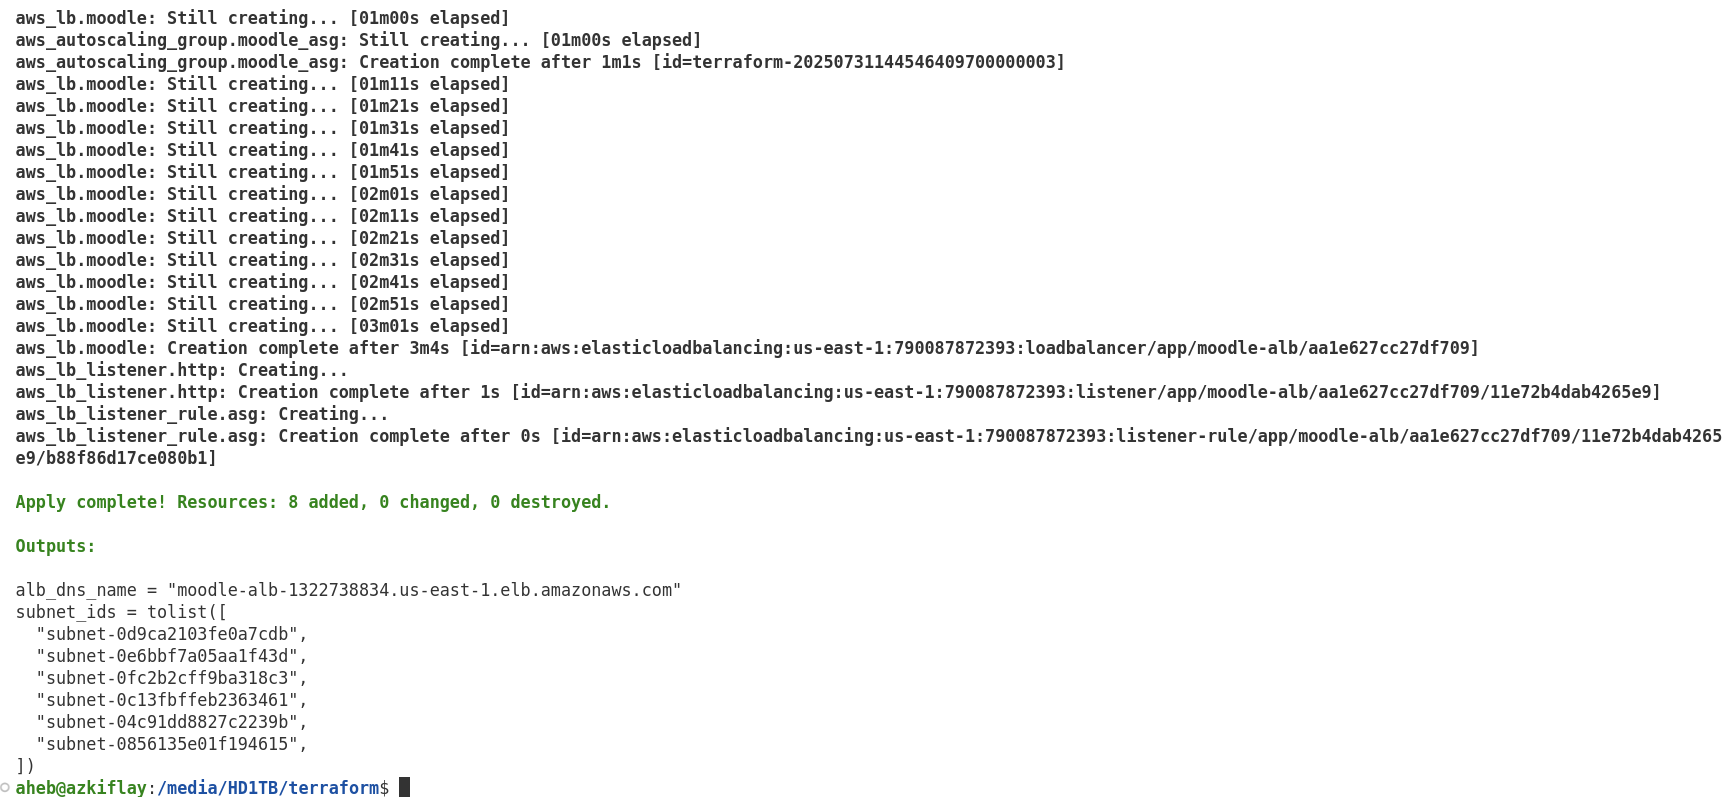 aws_lb.moodle: Still creating... [01m00s elapsed]
aws_autoscaling_group.moodle_asg: Still creating... [01m00s elapsed]
aws_autoscaling_group.moodle_asg: Creation complete after 1m1s [id=terraform-20250731144546409700000003]
aws_lb.moodle: Still creating... [01m11s elapsed]
aws_lb.moodle: Still creating... [01m21s elapsed]
aws_lb.moodle: Still creating... [01m31s elapsed]
aws_lb.moodle: Still creating... [01m41s elapsed]
aws_lb.moodle: Still creating... [01m51s elapsed]
aws_lb.moodle: Still creating... [02m01s elapsed]
aws_lb.moodle: Still creating... [02m11s elapsed]
aws_lb.moodle: Still creating... [02m21s elapsed]
aws_lb.moodle: Still creating... [02m31s elapsed]
aws_lb.moodle: Still creating... [02m41s elapsed]
aws_lb.moodle: Still creating... [02m51s elapsed]
aws_lb.moodle: Still creating... [03m01s elapsed]
aws_lb.moodle: Creation complete after 3m4s [id=arn:aws:elasticloadbalancing:us-east-1:790087872393:loadbalancer/app/moodle-alb/aa1e627cc27df709]
aws_lb_listener.http: Creating...
aws_lb_listener.http: Creation complete after 1s [id=arn:aws:elasticloadbalancing:us-east-1:790087872393:listener/app/moodle-alb/aa1e627cc27df709/11e72b4dab4265e9]
aws_lb_listener_rule.asg: Creating...
aws_lb_listener_rule.asg: Creation complete after 0s [id=arn:aws:elasticloadbalancing:us-east-1:790087872393:listener-rule/app/moodle-alb/aa1e627cc27df709/11e72b4dab4265
e9/b88f86d17ce080b1]
Apply complete! Resources: 8 added, 0 changed, 0 destroyed.
Outputs:
alb_dns_name = "moodle-alb-1322738834.us-east-1.elb.amazonaws.com"
subnet_ids = tolist([
  "subnet-0d9ca2103fe0a7cdb",
  "subnet-0e6bbf7a05aa1f43d",
  "subnet-0fc2b2cff9ba318c3",
  "subnet-0c13fbffeb2363461",
  "subnet-04c91dd8827c2239b",
  "subnet-0856135e01f194615",
])
aheb@azkiflay:/media/HD1TB/terraform$